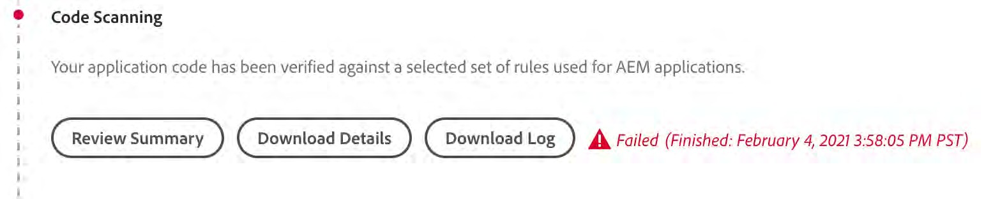 Code Scanning
Your application code has been verified against a selected set of rules used for AEM applications.
Review Summary Download Details Download Log Failed (Finished: February 4, 2021 3:58:05 PM PST)